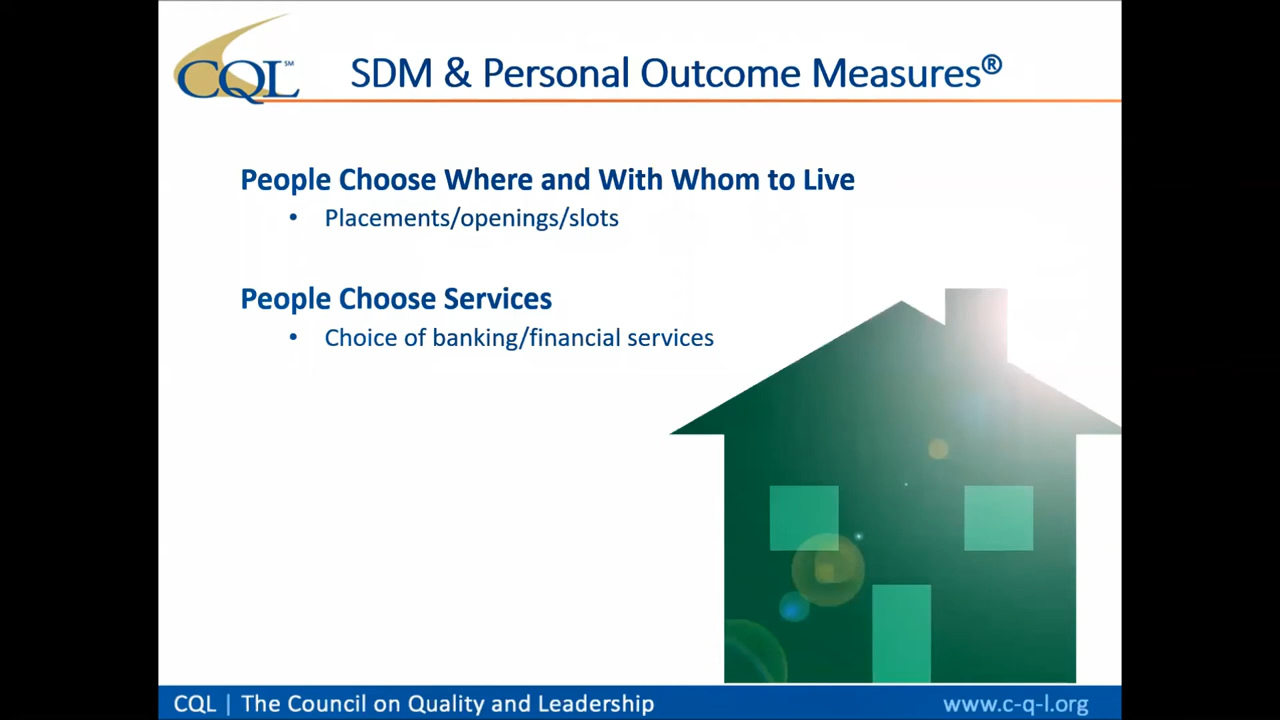 CQL℠
SDM & Personal Outcome Measures®
People Choose Where and With Whom to Live
• Placements/openings/slots
People Choose Services
• Choice of banking/financial services
CQL | The Council on Quality and Leadership
www.c-q-l.org